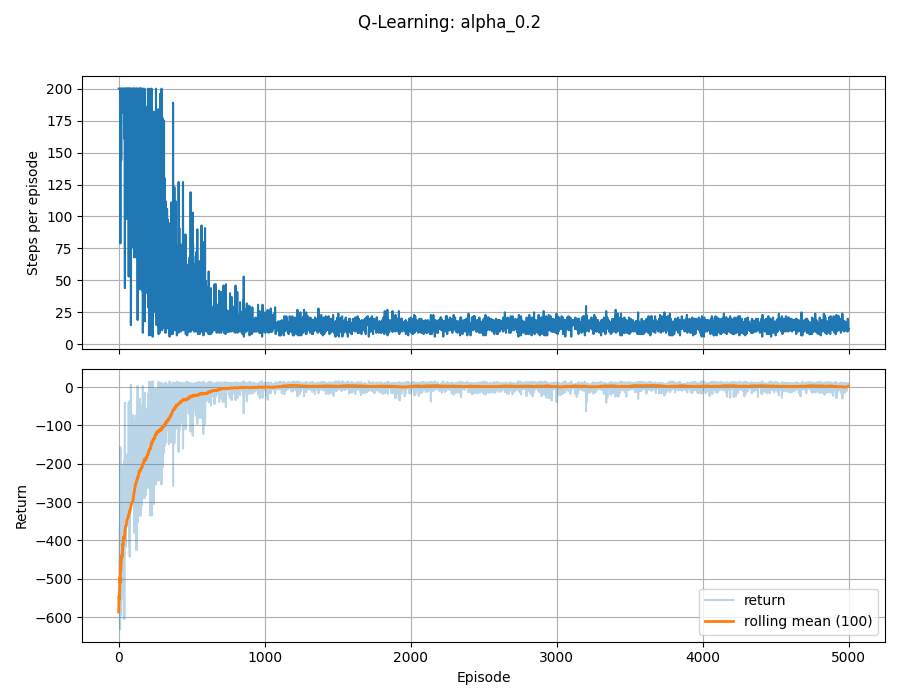 Q-Learning: alpha_0.2
200
175
150
125
100
75
50
25
0
Steps per episode
0
−100
−200
−300
−400
−500
−600
Return
return
rolling mean (100)
0 1000 2000 3000 4000 5000
Episode